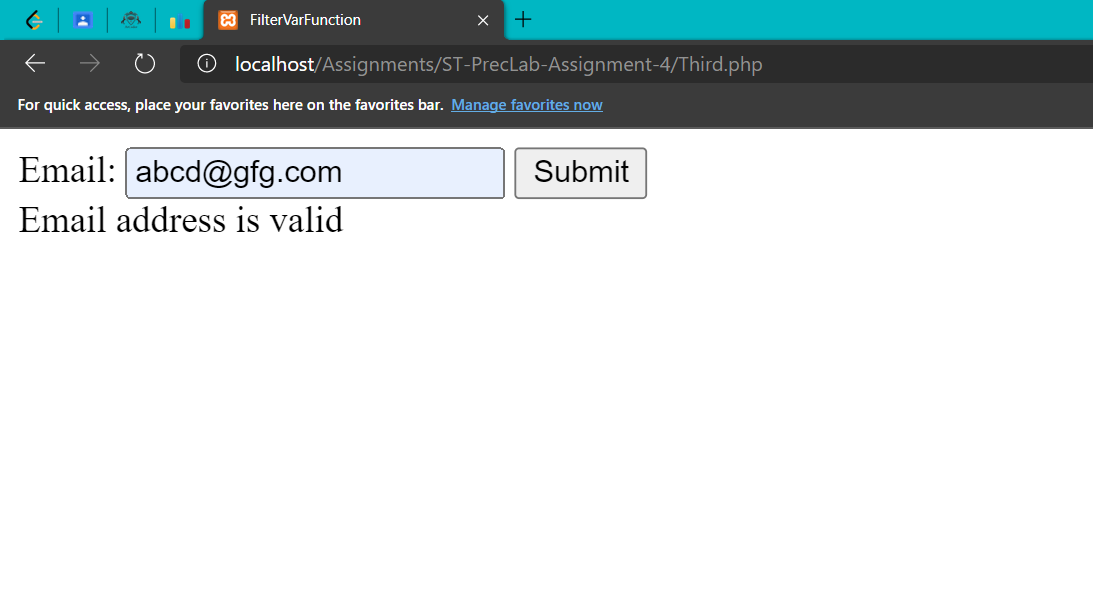 FilterVarFunction
localhost/Assignments/ST-PrecLab-Assignment-4/Third.php
For quick access, place your favorites here on the favorites bar. Manage favorites now
Email: abcd@gfg.com Submit
Email address is valid